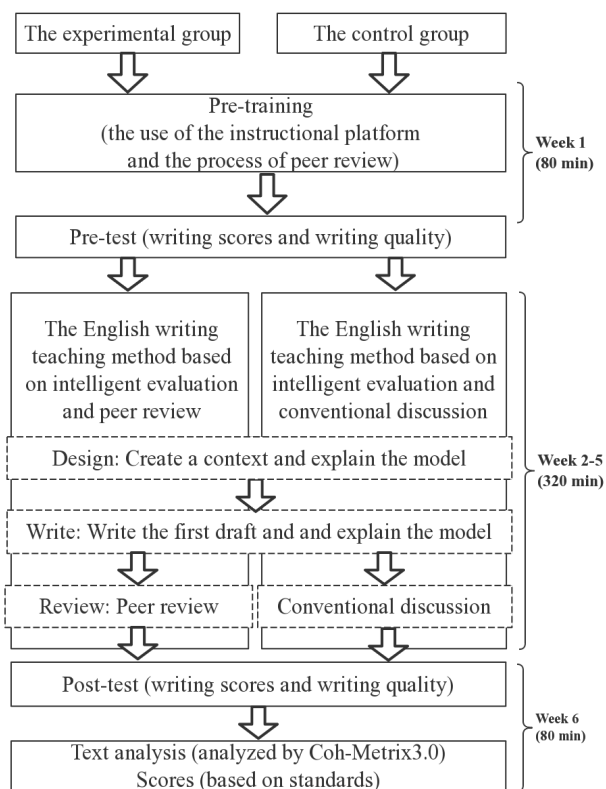 The experimental group
The control group
Pre-training
(the use of the instructional platform
and the process of peer review)
Week 1
(80 min)
Pre-test (writing scores and writing quality)
The English writing
teaching method based
on intelligent evaluation
and peer review
The English writing
teaching method based on
intelligent evaluation and
conventional discussion
Design: Create a context and explain the model
Week 2-5
(320 min)
Write: Write the first draft and and explain the model
Review: Peer review
Conventional discussion
Post-test (writing scores and writing quality)
Week 6
(80 min)
Text analysis (analyzed by Coh-Metrix3.0)
Scores (based on standards)